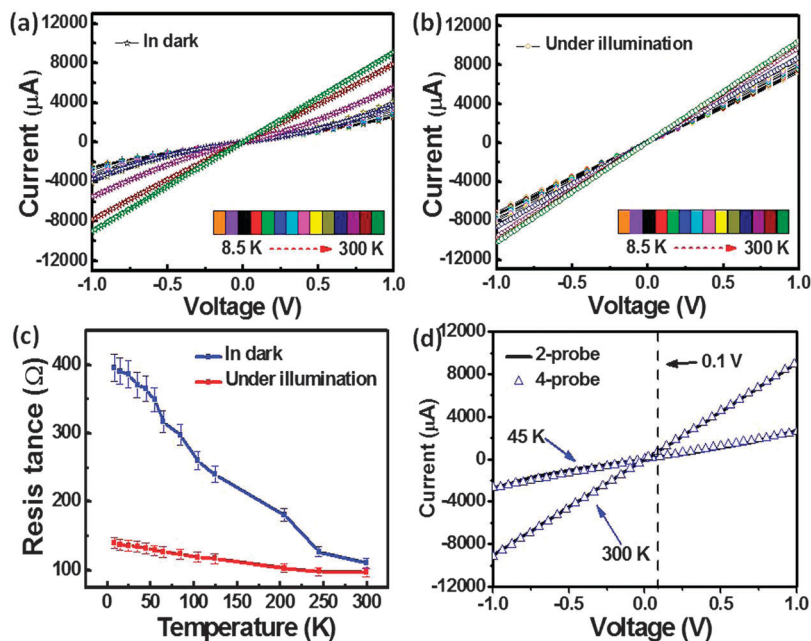 (a)
12000
8000
4000
0
-4000
-8000
-12000
Current (μA)
In dark
8.5 K
300 K
-1.0 -0.5 0.0 0.5 1.0
Voltage (V)
(b)
12000
8000
4000
0
-4000
-8000
-12000
Current (μA)
Under illumination
8.5 K
300 K
-1.0 -0.5 0.0 0.5 1.0
Voltage (V)
(c)
400
300
200
100
Resis tance (Ω)
In dark
Under illumination
0 50 100 150 200 250 300
Temperature (K)
(d)
12000
8000
4000
0
-4000
-8000
-12000
Current (μA)
2-probe
4-probe
0.1 V
45 K
300 K
-1.0 -0.5 0.0 0.5 1.0
Voltage (V)